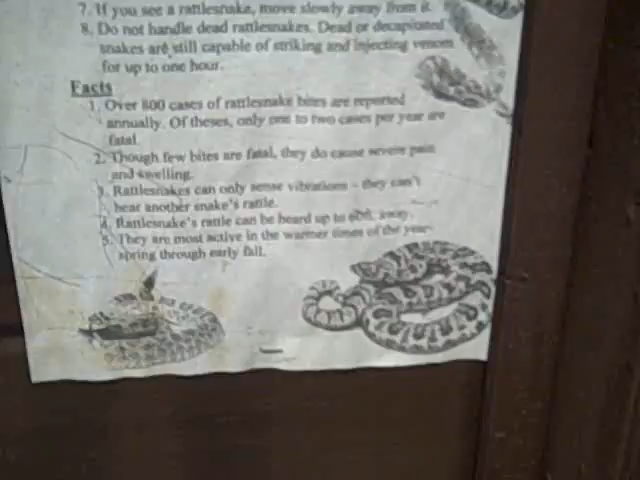 7. If you see a rattlesnake, move slowly away from it.
8. Do not handle dead rattlesnakes. Dead or decapitated
snakes are still capable of striking and injecting venom
for up to one hour.
Facts
1. Over 800 cases of rattlesnake bites are reported
annually. Of theses, only one to two cases per year are
fatal.
2. Though few bites are fatal, they do cause severe pain
and swelling.
3. Rattlesnakes can only sense vibrations – they can't
hear another snake's rattle.
4. Rattlesnake's rattle can be heard up to away.
5. They are most active in the warmer times of the year-
spring through early fall.